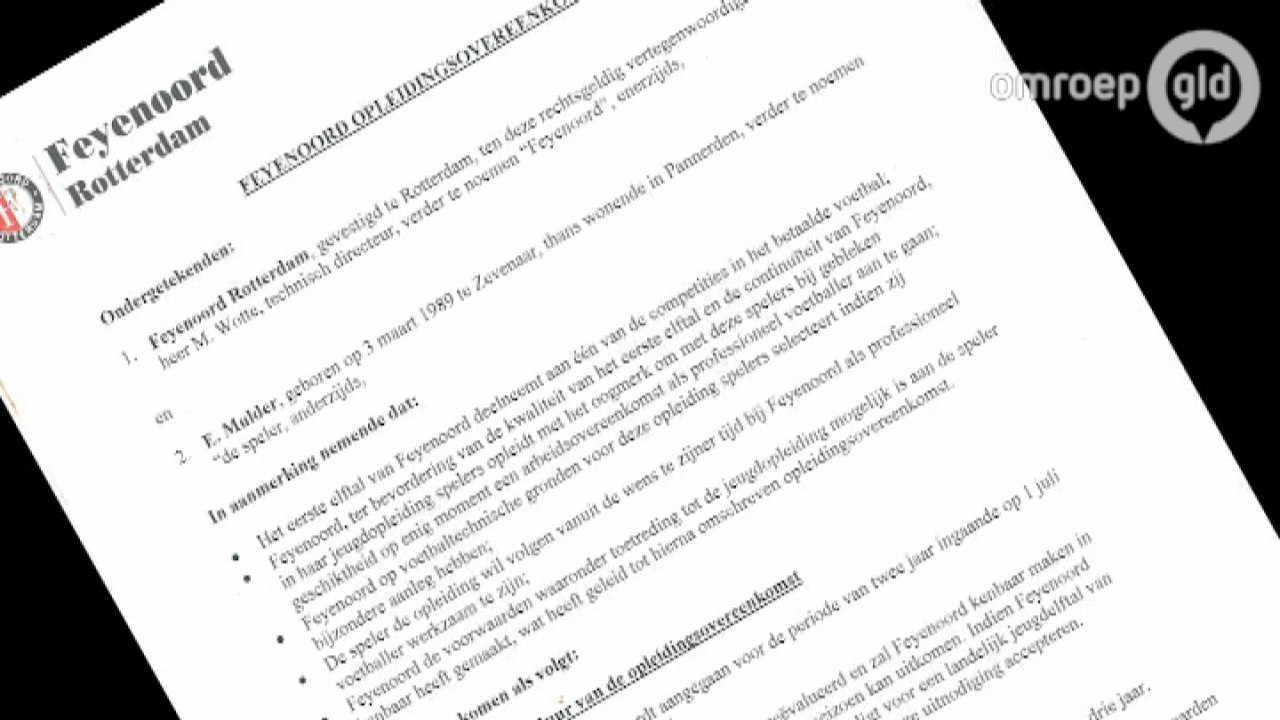 omroep gld
Feyenoord
Rotterdam
FEYENOORD
Ondergetekenden:
1. Feyenoord Rotterdam, gevestigd te Rotterdam, ten deze rechtsgeldig
heer M. Wotte, technisch directeur, verder te noemen "Feyenoord", enerzijds,
en
2. E. Mulder, geboren op 3 maart 1989 te Zevenaar, thans wonende in Pannerden, verder te noemen
"de speler, anderzijds,
In aanmerking nemende dat:
Het eerste elftal van Feyenoord deelneemt aan één van de competities in het betaalde voetbal;
Feyenoord, ter bevordering van de kwaliteit van het eerste elftal en de continuïteit van Feyenoord,
in haar jeugdopleiding spelers opleidt met het oogmerk om met deze spelers bij gebleken
geschiktheid op enig moment een arbeidsovereenkomst als professioneel voetballer aan te gaan;
Feyenoord op voetbaltechnische gronden voor deze opleiding spelers selecteert indien zij
bijzondere aanleg hebben;
De speler de opleiding wil volgen vanuit de wens te zijner tijd bij Feyenoord als professioneel
voetballer werkzaam te zijn;
Feyenoord de voorwaarden waaronder toetreding tot de jeugdopleiding mogelijk is aan de speler
heeft gemaakt, wat heeft geleid tot hierna omschreven opleidingsovereenkomst.
komen als volgt:
van de opleidingsovereenkomst
aangegaan voor de periode van twee jaar ingaande op 1 juli
en zal Feyenoord kenbaar maken in
seizoen kan uitkomen. Indien Feyenoord
voor een landelijk jeugdelftal van
uitnodiging accepteren.
drie jaar.